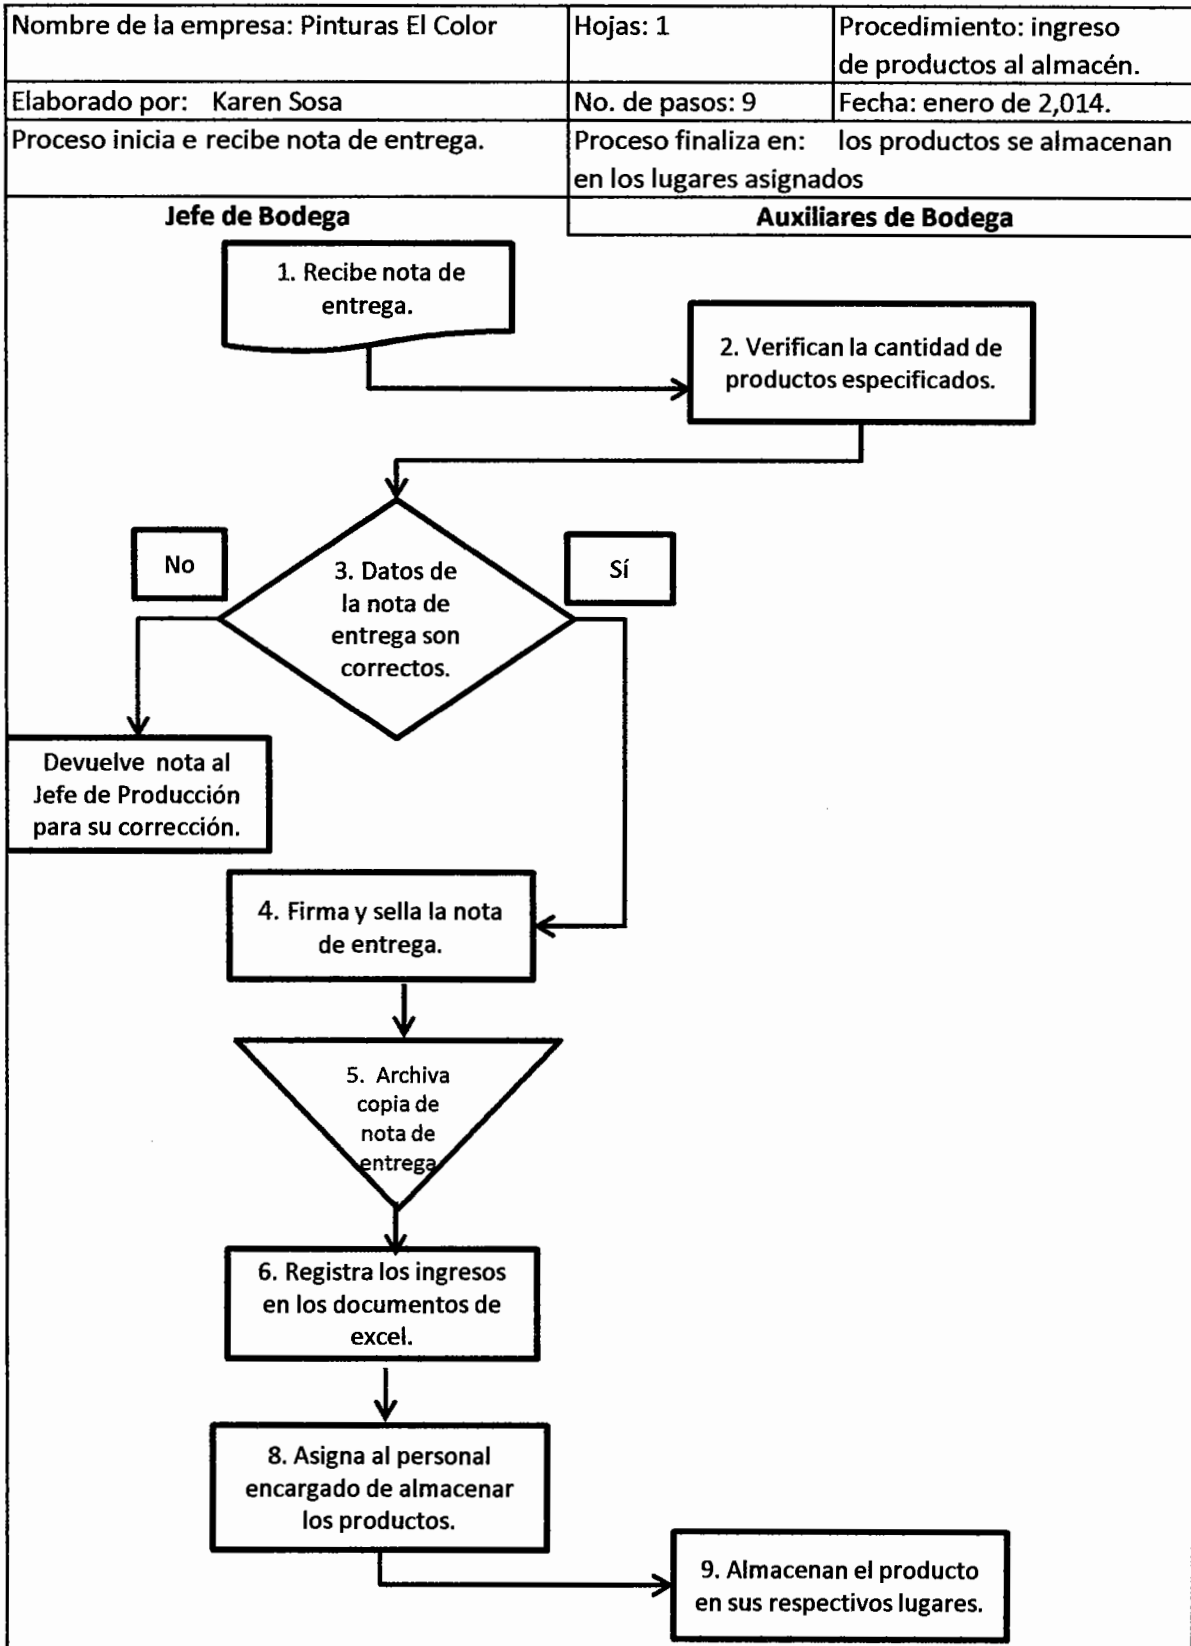 Nombre de la empresa: Pinturas El Color
Hojas: 1
Procedimiento: ingreso
de productos al almacén.
Elaborado por: Karen Sosa
No. de pasos: 9
Fecha: enero de 2,014.
Proceso inicia e recibe nota de entrega.
Proceso finaliza en: los productos se almacenan
en los lugares asignados
Jefe de Bodega
Auxiliares de Bodega
1. Recibe nota de
entrega.
2. Verifican la cantidad de
productos especificados.
No
Sí
3. Datos de
la nota de
entrega son
correctos.
Devuelve nota al
Jefe de Producción
para su corrección.
4. Firma y sella la nota
de entrega.
5. Archiva
copia de
nota de
entrega
6. Registra los ingresos
en los documentos de
excel.
8. Asigna al personal
encargado de almacenar
los productos.
9. Almacenan el producto
en sus respectivos lugares.